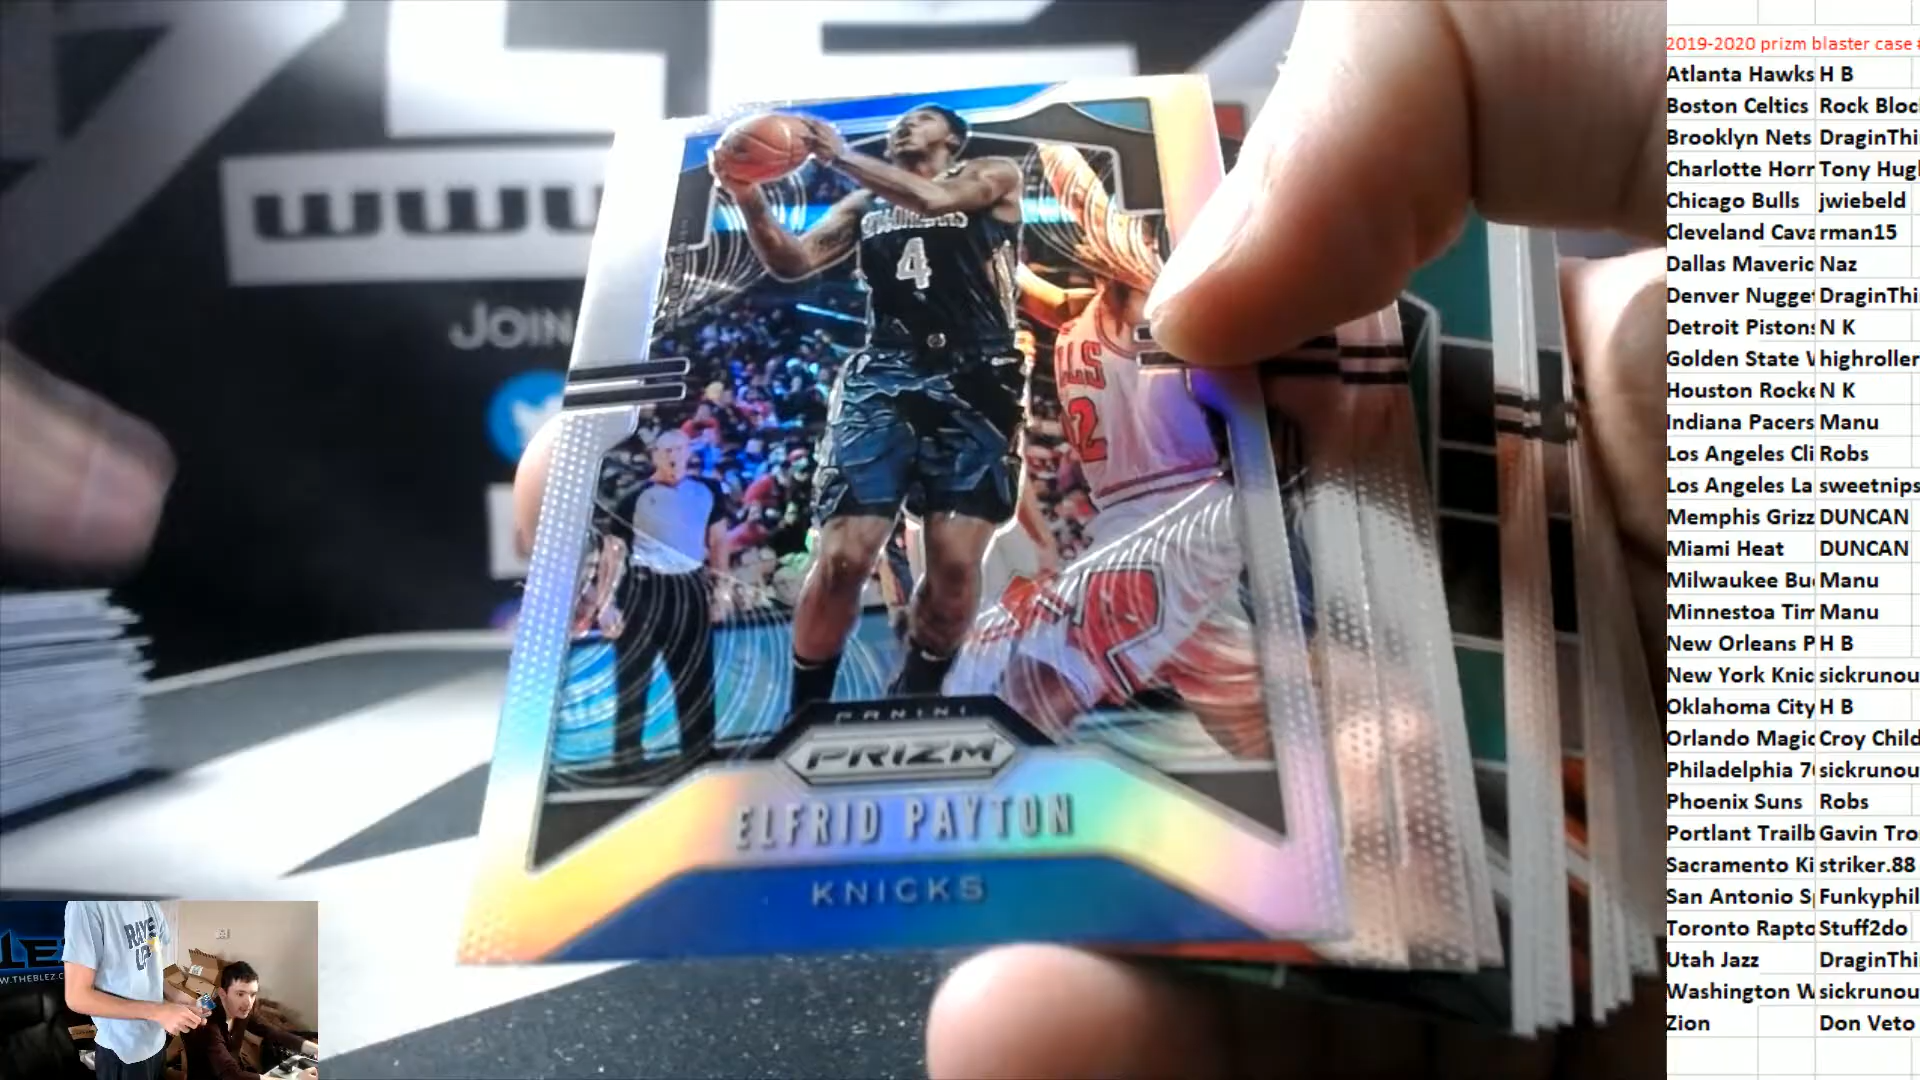 JOIN
4
PANINI
PRIZM
ELFRID PAYTON
KNICKS
RAYS
UP
W.THEBLEZ.C
2019-2020 prizm blaster case
Atlanta Hawks H B
Boston Celtics Rock Bloc
Brooklyn Nets DraginThi
Charlotte Horr Tony Hugl
Chicago Bulls jwiebeld
Cleveland Cava rman15
Dallas Maveric Naz
Denver Nugge DraginThi
Detroit Pistons N K
Golden State highroller
Houston Rocke N K
Indiana Pacers Manu
Los Angeles Cli Robs
Los Angeles La sweetnips
Memphis Grizz DUNCAN
Miami Heat DUNCAN
Milwaukee Bu Manu
Minnestoa Tim Manu
New Orleans P H B
New York Knic sickrunou
Oklahoma City H B
Orlando Magic Croy Child
Philadelphia 7 sickrunou
Phoenix Suns Robs
Portlant Trailb Gavin Tro
Sacramento Ki striker.88
San Antonio S Funkyphil
Toronto Rapto Stuff2do
Utah Jazz DraginThi
Washington W sickrunou
Zion Don Veto